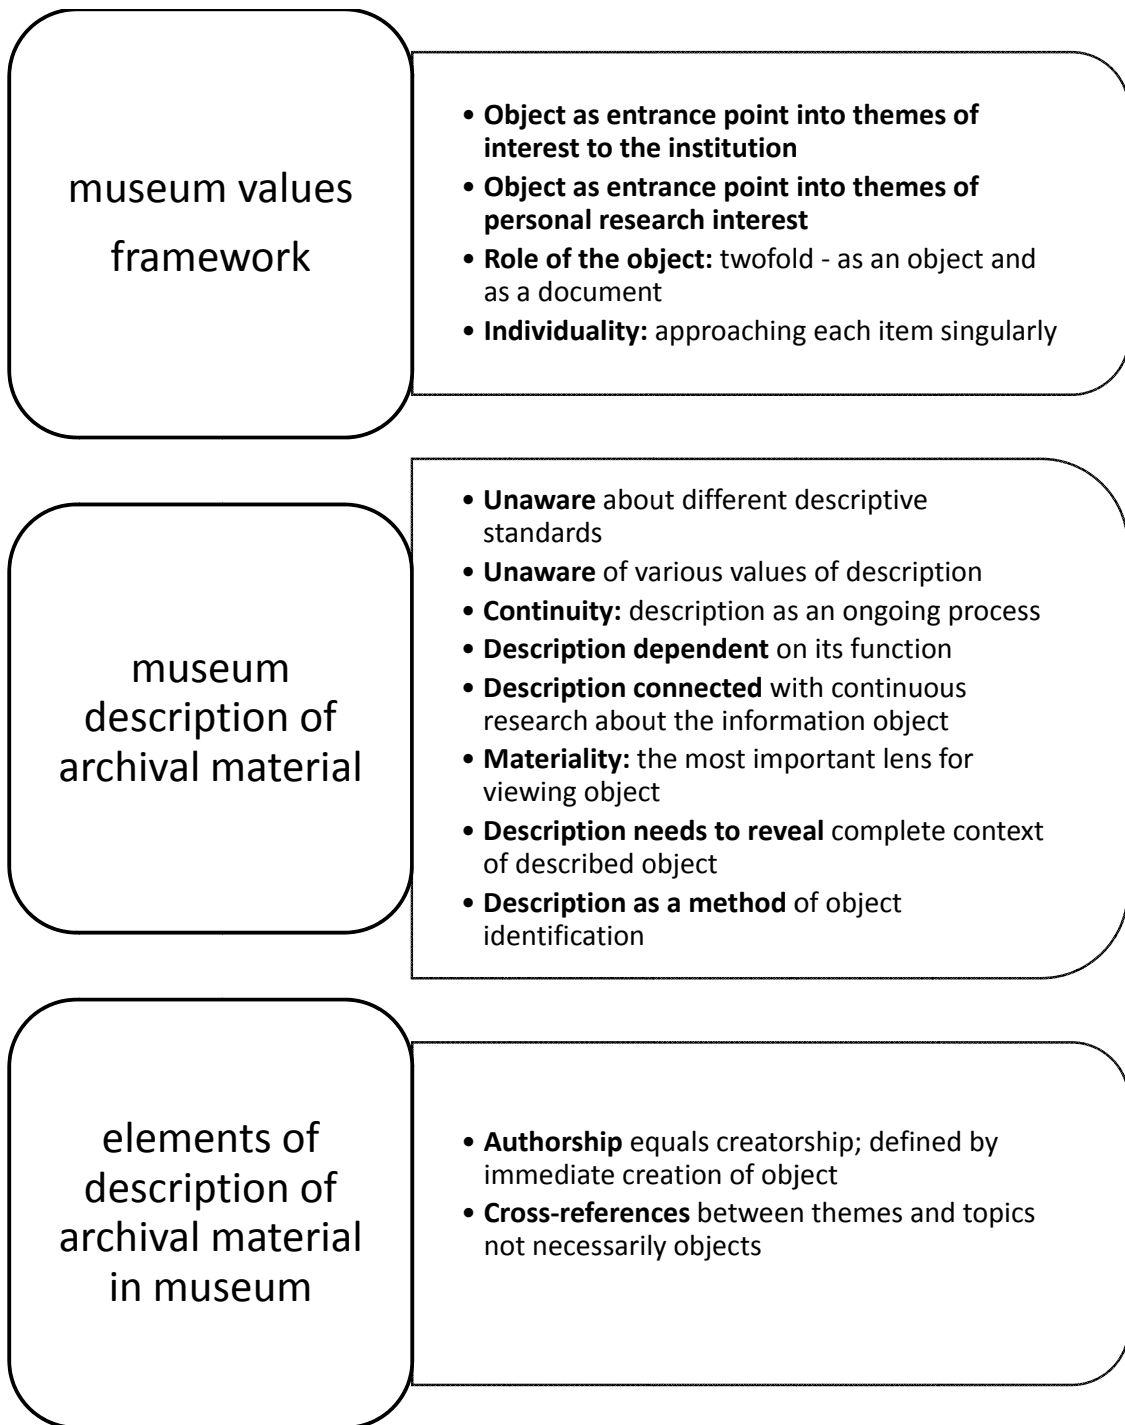 museum values
framework
• Object as entrance point into themes of
interest to the institution
• Object as entrance point into themes of
personal research interest
• Role of the object: twofold - as an object and
as a document
• Individuality: approaching each item singularly
museum
description of
archival material
• Unaware about different descriptive
standards
• Unaware of various values of description
• Continuity: description as an ongoing process
• Description dependent on its function
• Description connected with continuous
research about the information object
• Materiality: the most important lens for
viewing object
• Description needs to reveal complete context
of described object
• Description as a method of object
identification
elements of
description of
archival material
in museum
• Authorship equals creatorship; defined by
immediate creation of object
• Cross-references between themes and topics
not necessarily objects